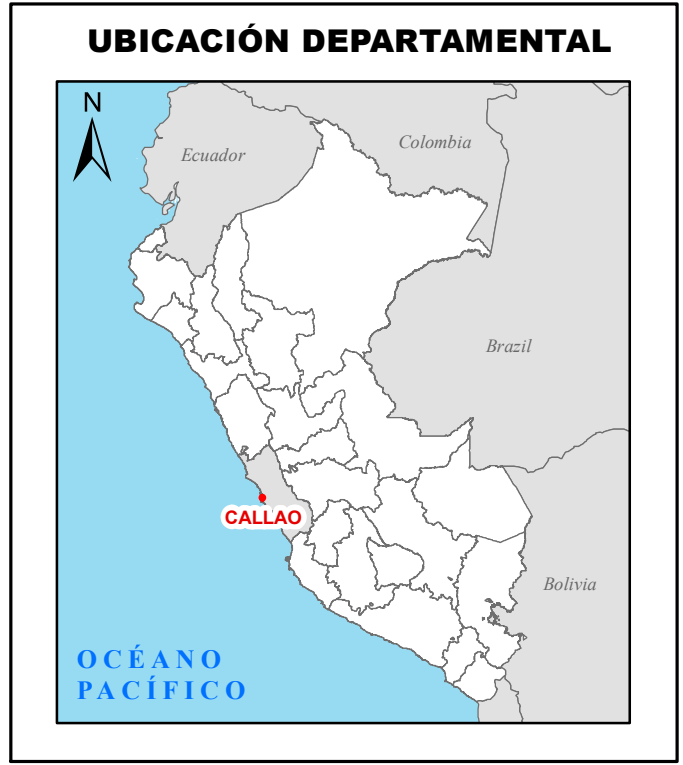 UBICACIÓN DEPARTAMENTAL
N
Colombia
Ecuador
Brazil
CALLAO
Bolivia
OCÉANO
PACÍFICO